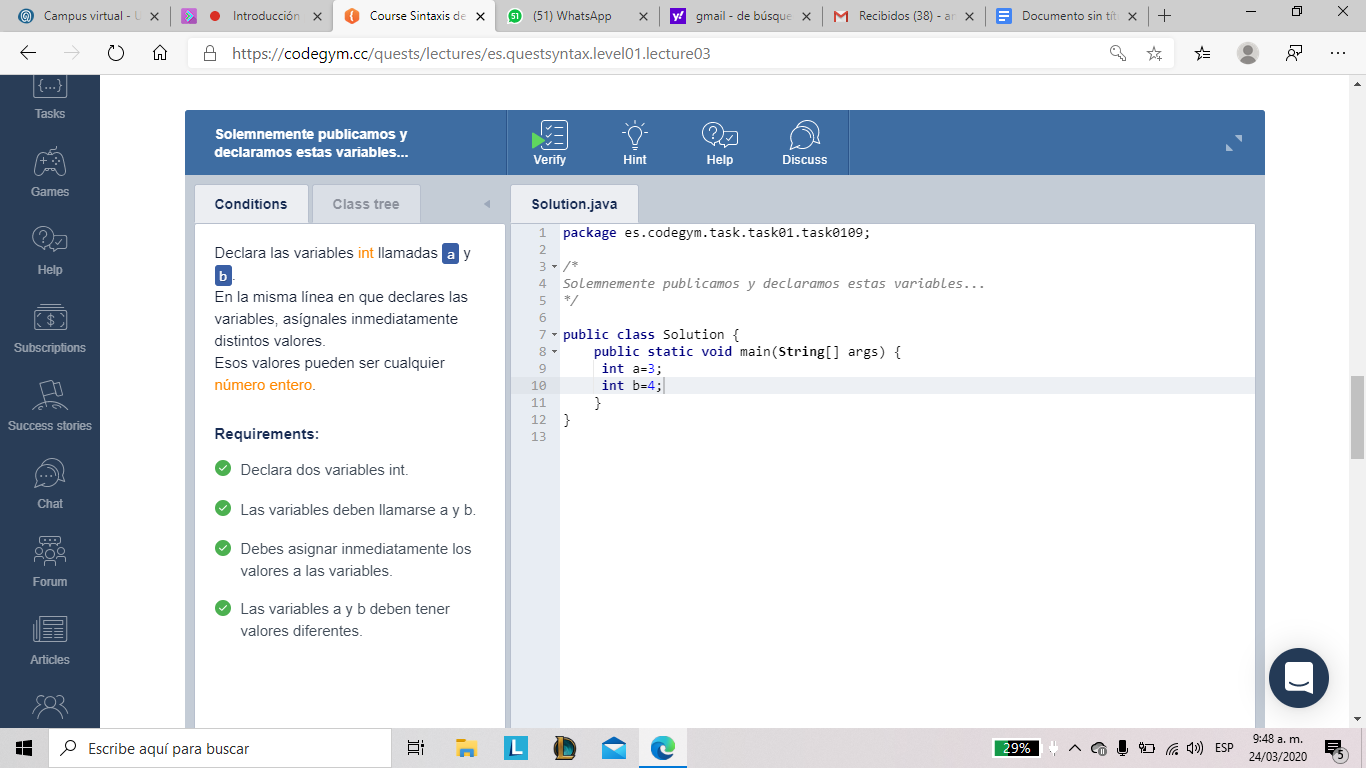 Campus virtual - U
Introducción
Course Sintaxis de
(51) WhatsApp
gmail - de búsque
Recibidos (38) - an
Documento sin títu
https://codegym.cc/quests/lectures/es.questsyntax.level01.lecture03
Tasks
Games
Help
Subscriptions
Success stories
Chat
Forum
Articles
Solemnemente publicamos y
declaramos estas variables...
Verify
Hint
Help
Discuss
Conditions
Class tree
Solution.java
Declara las variables int llamadas a y
b.
En la misma línea en que declares las
variables, asígnales inmediatamente
distintos valores.
Esos valores pueden ser cualquier
número entero.
Requirements:
Declara dos variables int.
Las variables deben llamarse a y b.
Debes asignar inmediatamente los
valores a las variables.
Las variables a y b deben tener
valores diferentes.
1 package es.codegym.task.task01.task0109;
2
3 /*
4 Solemnemente publicamos y declaramos estas variables...
5 */
6
7 public class Solution {
8 public static void main(String[] args) {
9 int a=3;
10 int b=4;
11 }
12 }
13
Escribe aquí para buscar
L
29%
ESP
9:48 a. m.
24/03/2020
5